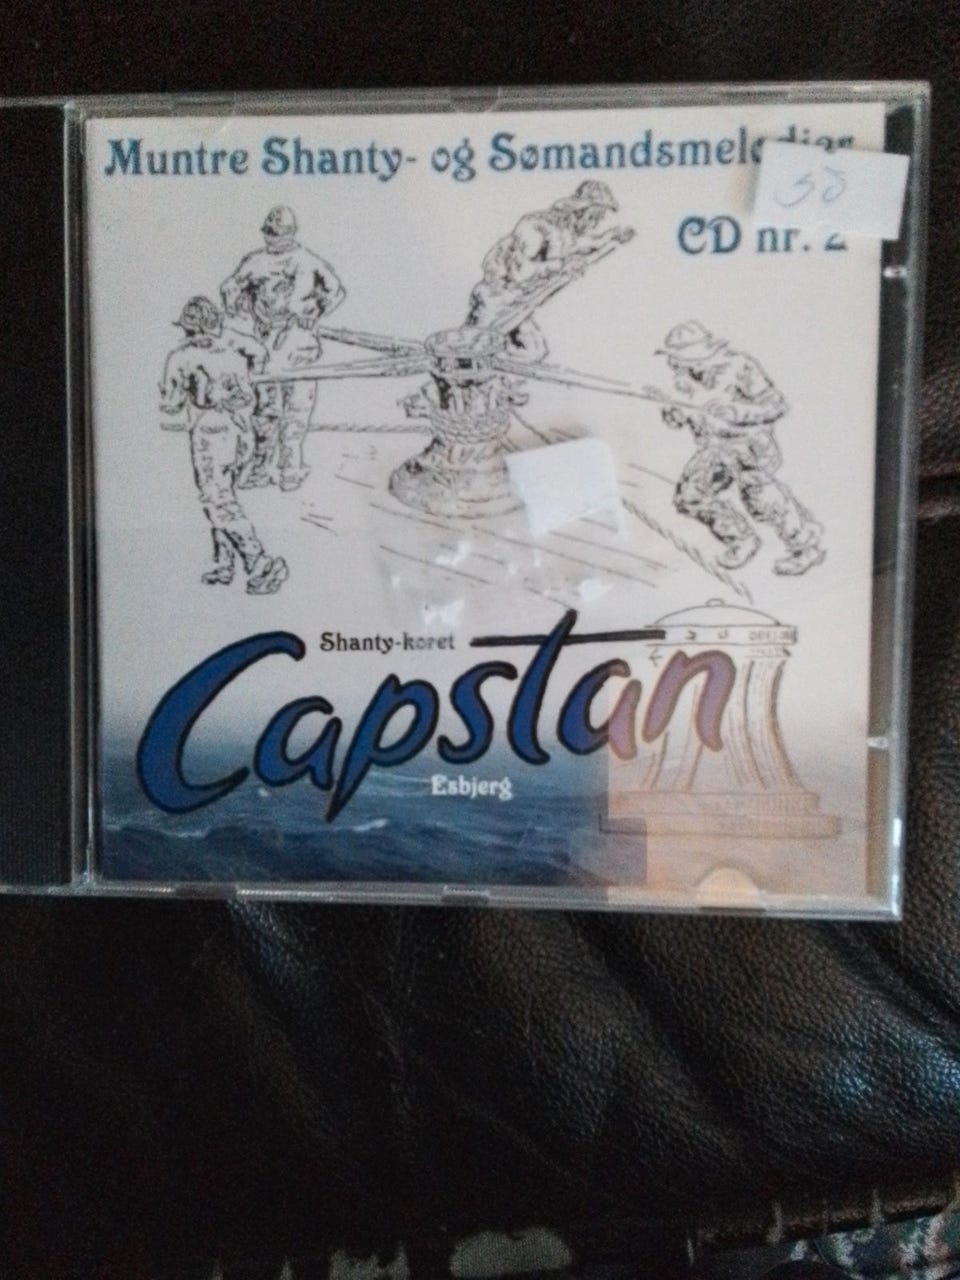 Muntre Shanty- og Sømandsmelodier
CD nr. 2
Shanty-koret
Capstan
Esbjerg